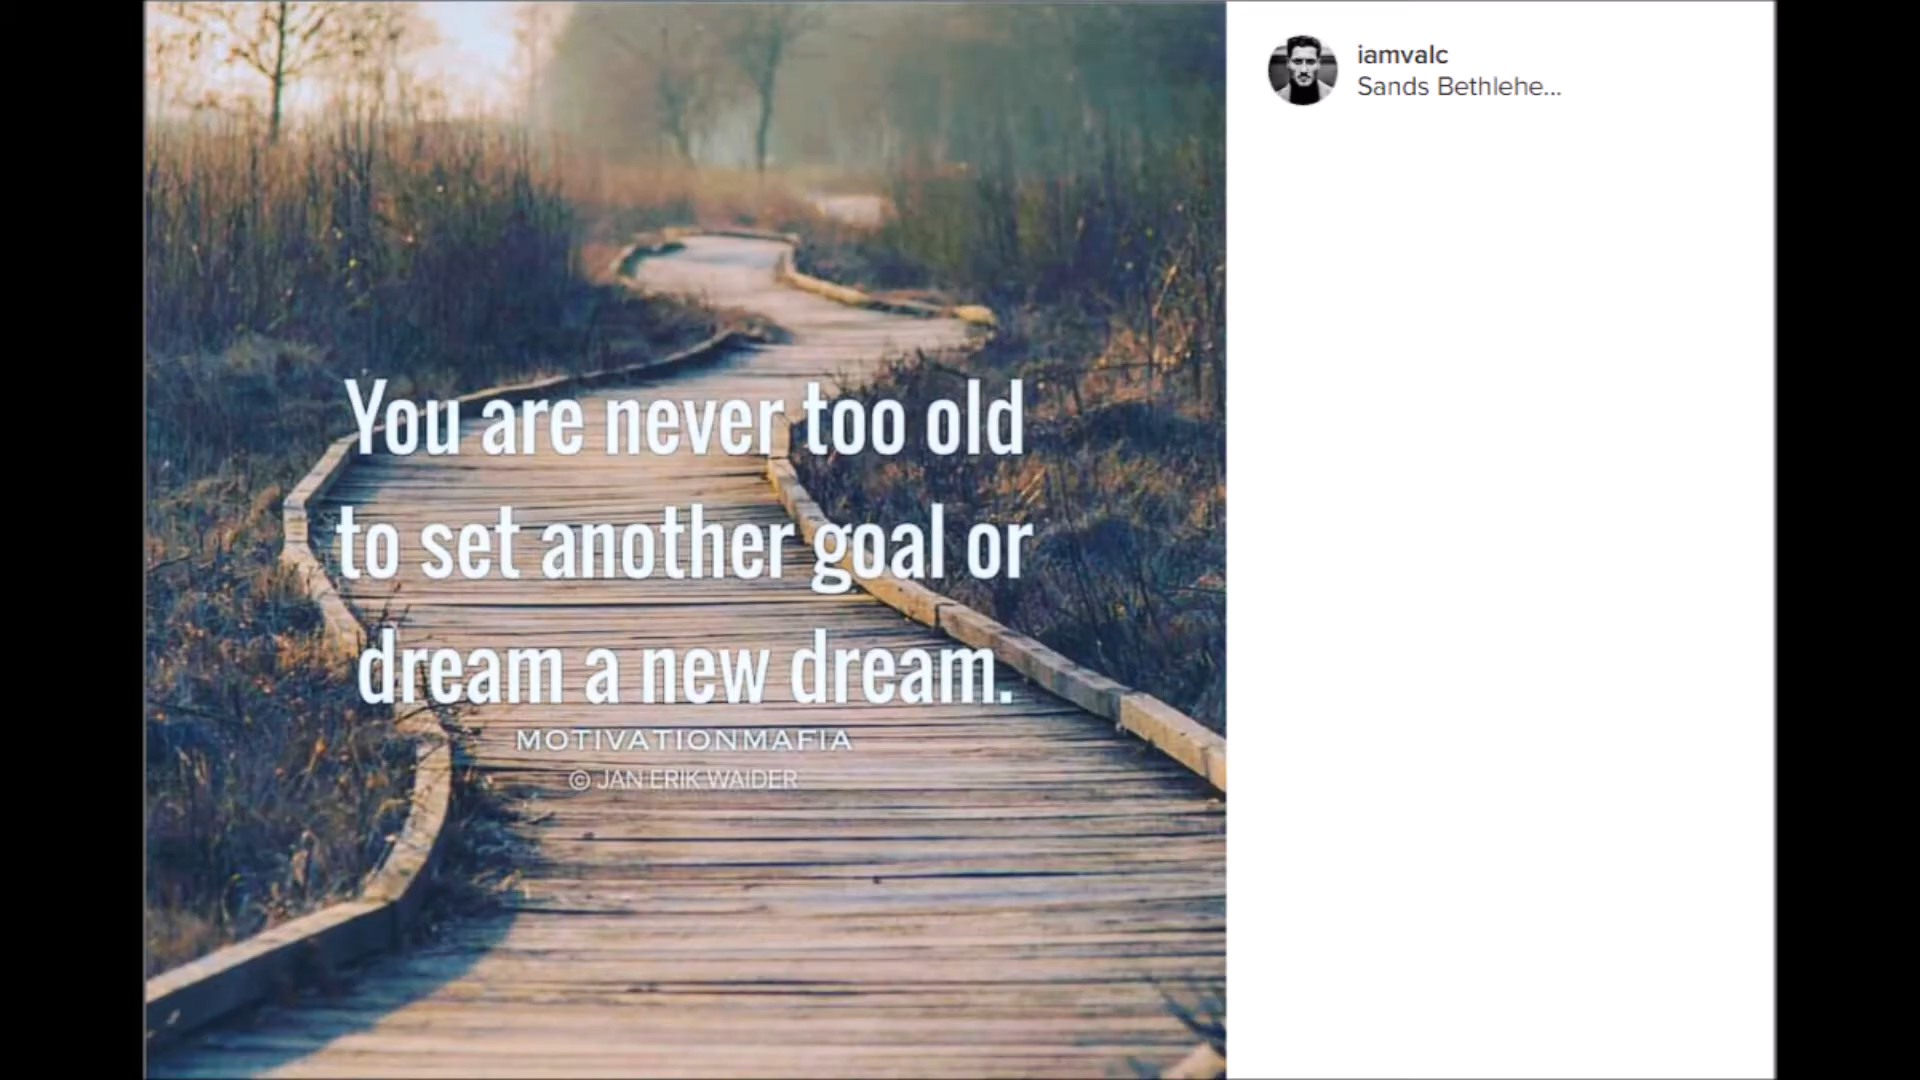 You are never too old
to set another goal or
dream a new dream.
MOTIVATIONMAFIA
© JAN ERIK WAIDER
iamvalc
Sands Bethlehe...